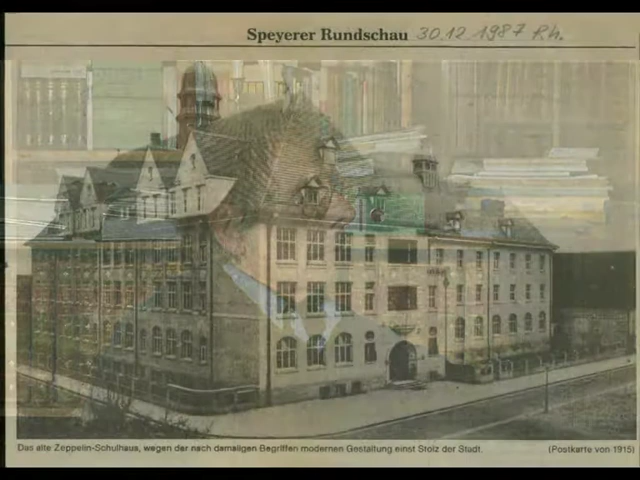 Speyerer Rundschau 30.12.1987 Rh.
Das alte Zeppelin-Schulhaus, wegen der nach damaligen Begriffen modernen Gestaltung einst Stolz der Stadt. (Postkarte von 1915)